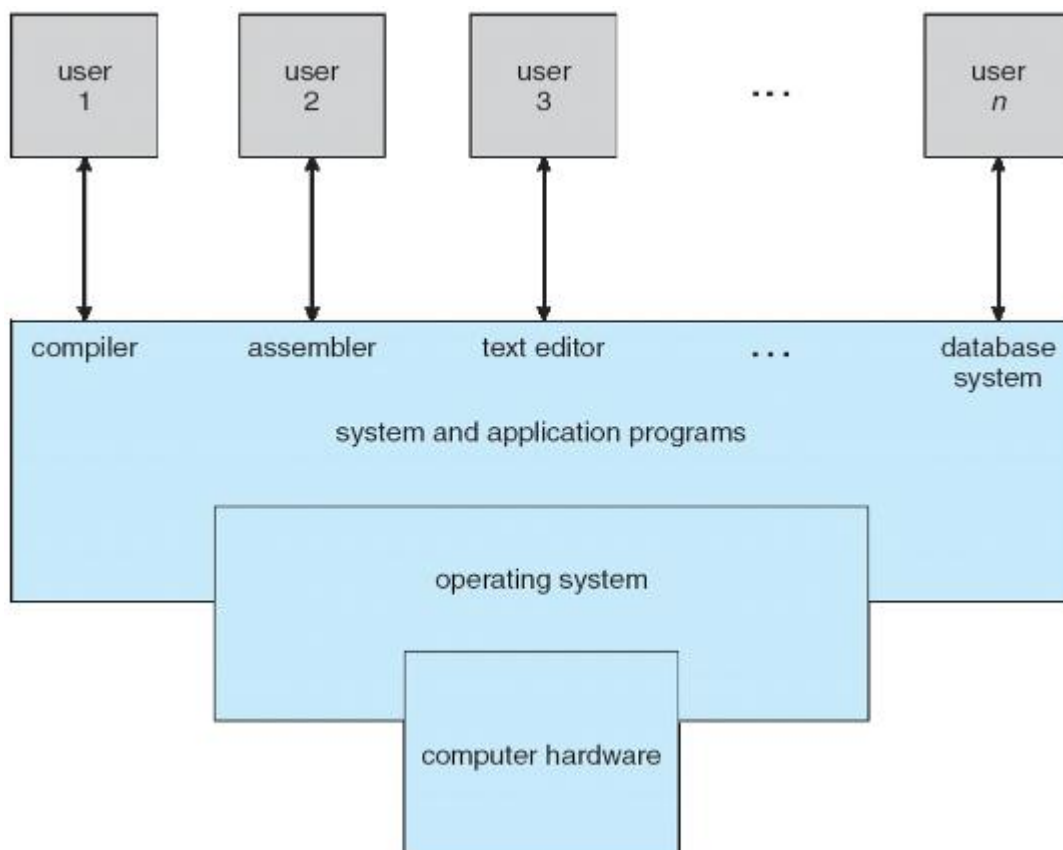 user
1
user
2
user
3
...
user
n
compiler
assembler
text editor
...
database
system
system and application programs
operating system
computer hardware